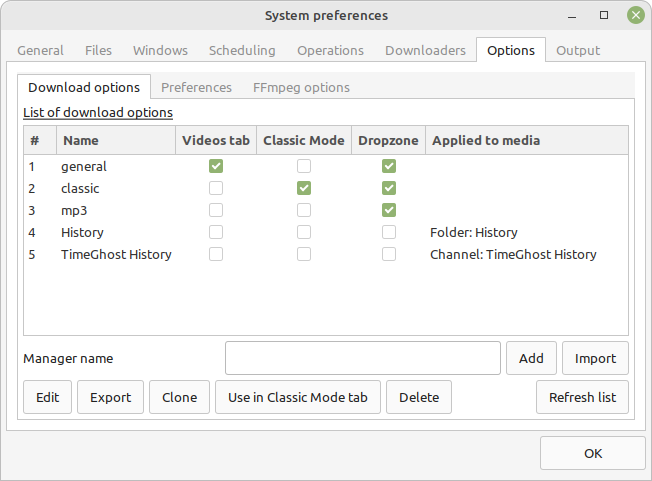 System preferences
General Files Windows Scheduling Operations Downloaders Options Output
Download options Preferences FFmpeg options
List of download options
# Name Videos tab Classic Mode Dropzone Applied to media
1 general
2 classic
3 mp3
4 History Folder: History
5 TimeGhost History Channel: TimeGhost History
Manager name Add Import
Edit Export Clone Use in Classic Mode tab Delete Refresh list
OK